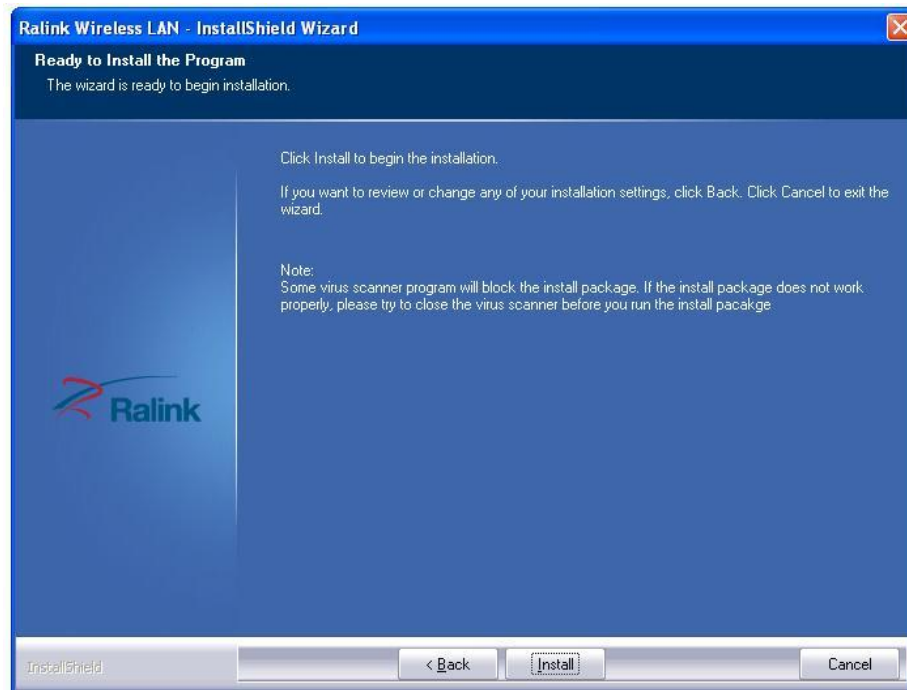 Ralink Wireless LAN - InstallShield Wizard
Ready to Install the Program
The wizard is ready to begin installation.
Click Install to begin the installation.
If you want to review or change any of your installation settings, click Back. Click Cancel to exit the
wizard.
Note:
Some virus scanner program will block the install package. If the install package does not work
properly, please try to close the virus scanner before you run the install pacakge
Ralink
InstallShield
< Back
Install
Cancel